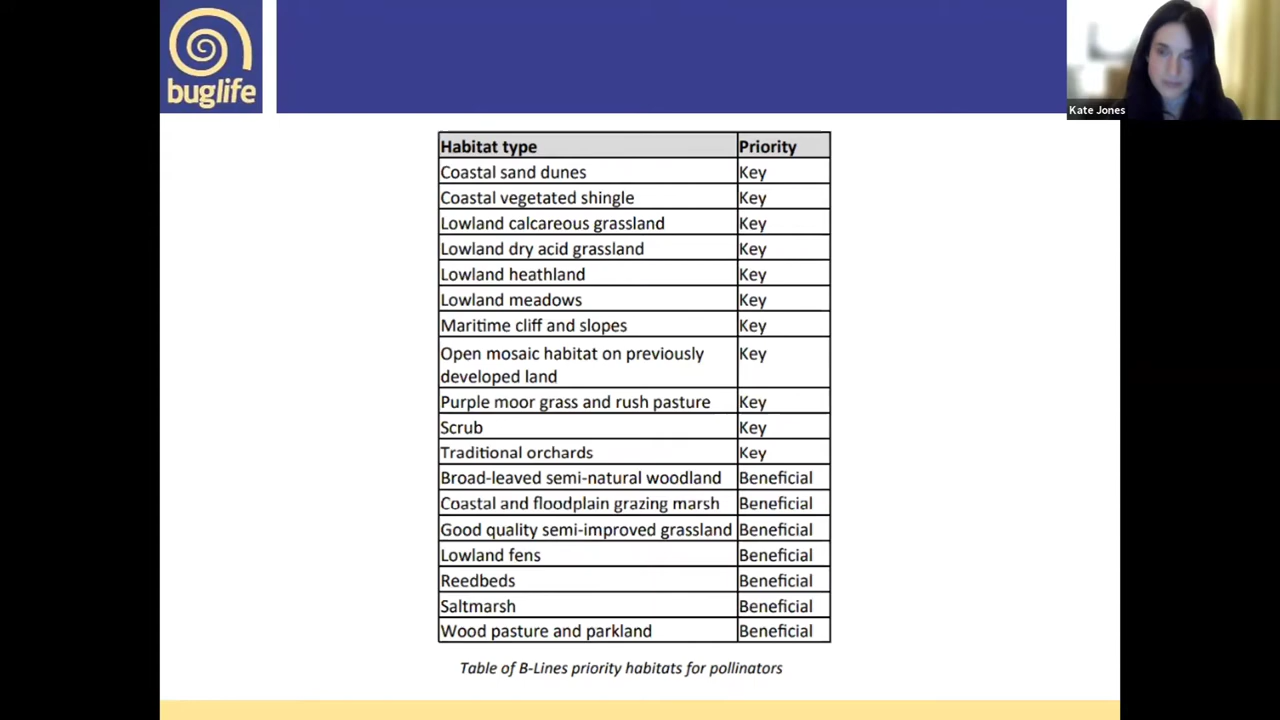 buglife
Kate Jones
Habitat type Priority
Coastal sand dunes Key
Coastal vegetated shingle Key
Lowland calcareous grassland Key
Lowland dry acid grassland Key
Lowland heathland Key
Lowland meadows Key
Maritime cliff and slopes Key
Open mosaic habitat on previously Key
developed land
Purple moor grass and rush pasture Key
Scrub Key
Traditional orchards Key
Broad-leaved semi-natural woodland Beneficial
Coastal and floodplain grazing marsh Beneficial
Good quality semi-improved grassland Beneficial
Lowland fens Beneficial
Reedbeds Beneficial
Saltmarsh Beneficial
Wood pasture and parkland Beneficial
Table of B-Lines priority habitats for pollinators